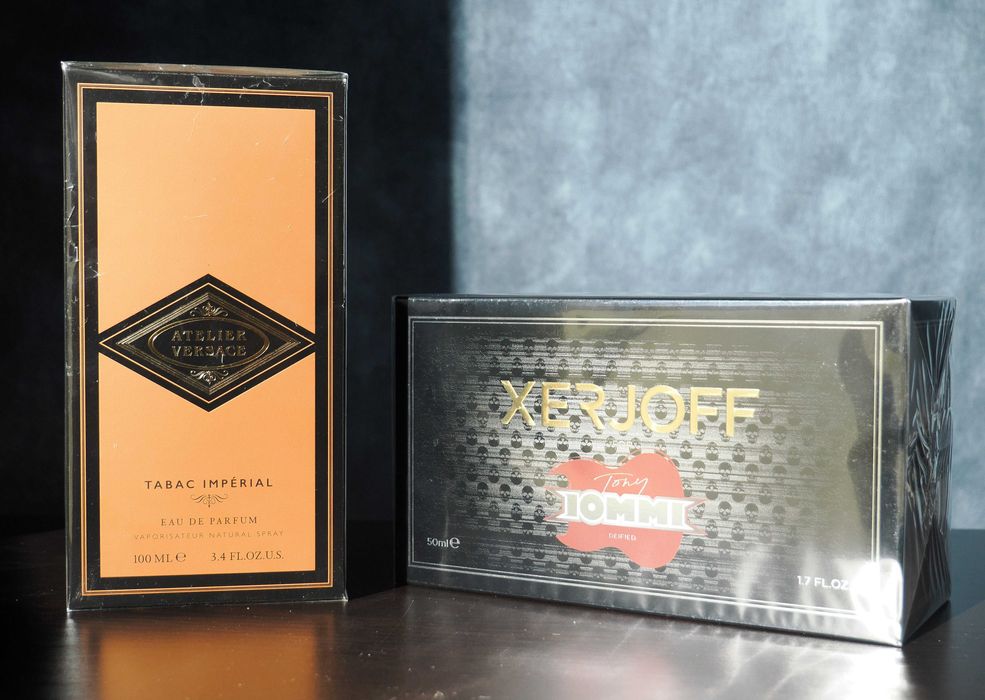 ATELIER
VERSACE
TABAC IMPÉRIAL
EAU DE PARFUM
VAPORISATEUR NATURAL SPRAY
100 ML ℮ 3.4 FL.OZ.U.S.
XERJOFF
Tony
IOMMI
DEIFIED
50ml℮
1.7 FL.OZ